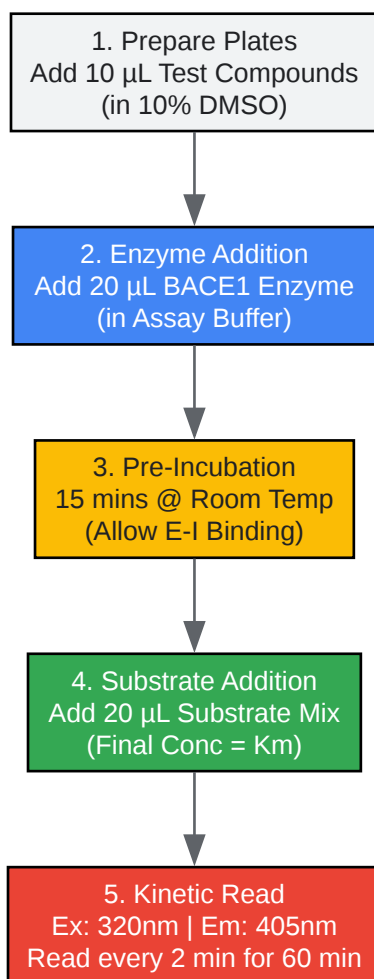 1. Prepare Plates
Add 10 µL Test Compounds
(in 10% DMSO)
2. Enzyme Addition
Add 20 µL BACE1 Enzyme
(in Assay Buffer)
3. Pre-Incubation
15 mins @ Room Temp
(Allow E-I Binding)
4. Substrate Addition
Add 20 µL Substrate Mix
(Final Conc = Km)
5. Kinetic Read
Ex: 320nm | Em: 405nm
Read every 2 min for 60 min